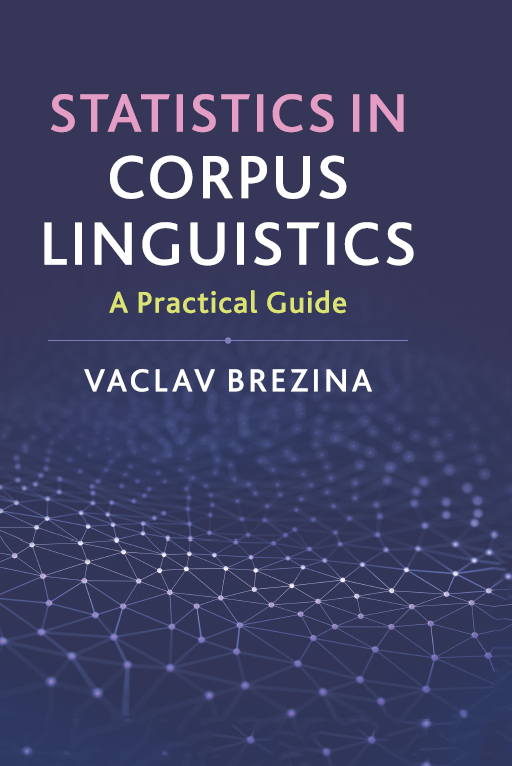 STATISTICS IN
CORPUS
LINGUISTICS
A Practical Guide
VACLAV BREZINA